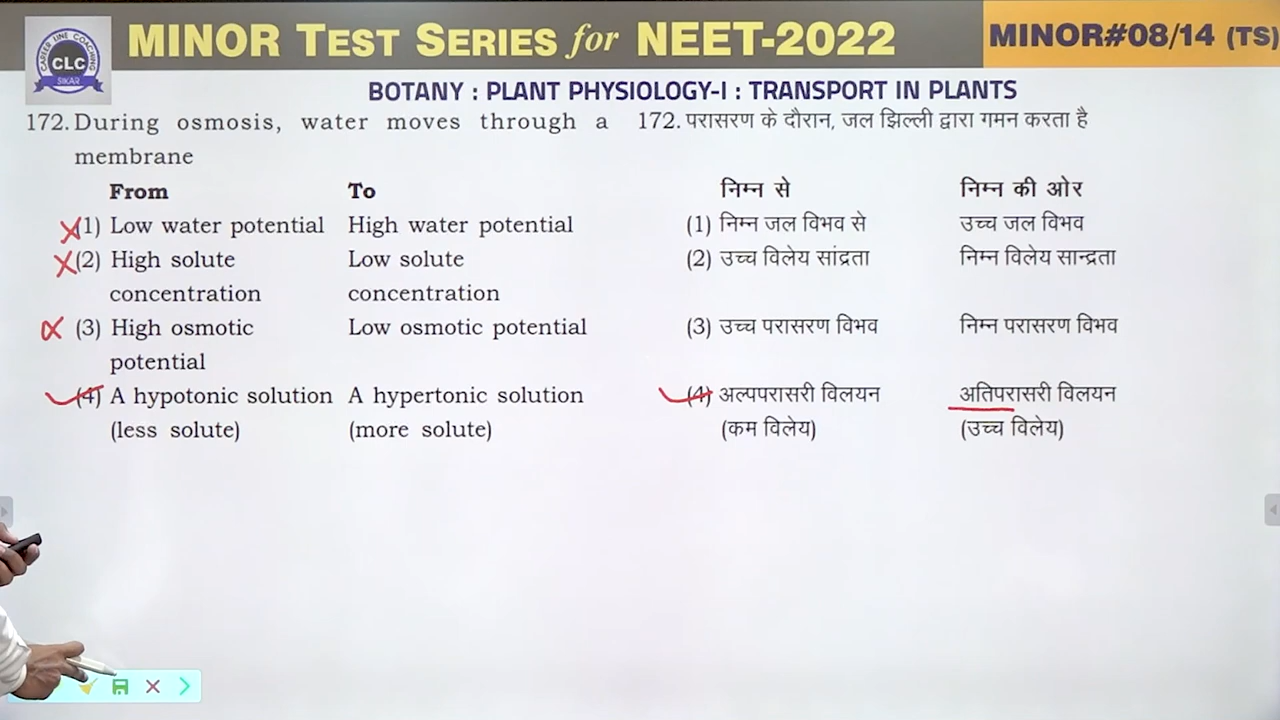 CAREER LINE COACHING
CLC
SIKAR
MINOR TEST SERIES for NEET-2022
MINOR#08/14 (TS)
BOTANY : PLANT PHYSIOLOGY-I : TRANSPORT IN PLANTS
172. During osmosis, water moves through a
membrane
From To
(1) Low water potential High water potential
(2) High solute Low solute
concentration concentration
(3) High osmotic Low osmotic potential
potential
(4) A hypotonic solution A hypertonic solution
(less solute) (more solute)
172. परासरण के दौरान, जल झिल्ली द्वारा गमन करता है
निम्न से निम्न की ओर
(1) निम्न जल विभव से उच्च जल विभव
(2) उच्च विलेय सांद्रता निम्न विलेय सान्द्रता
(3) उच्च परासरण विभव निम्न परासरण विभव
(4) अल्पपरासरी विलयन अतिपरासरी विलयन
(कम विलेय) (उच्च विलेय)